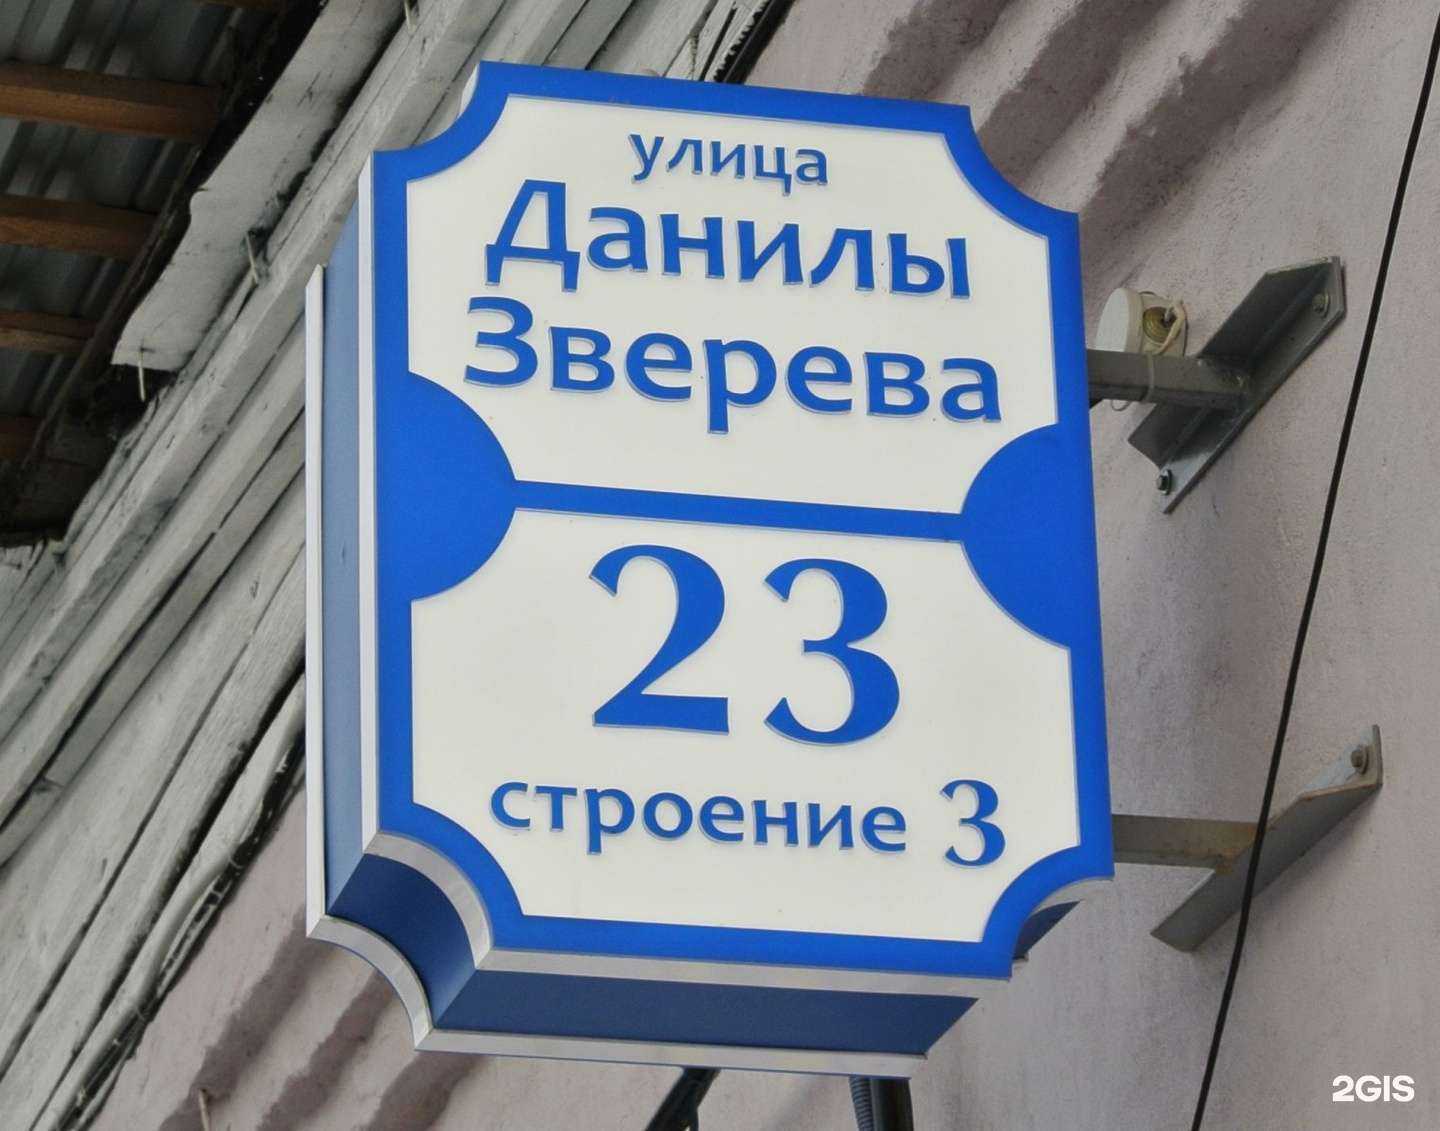 улица
Данилы
Зверева
23
строение 3
2GIS